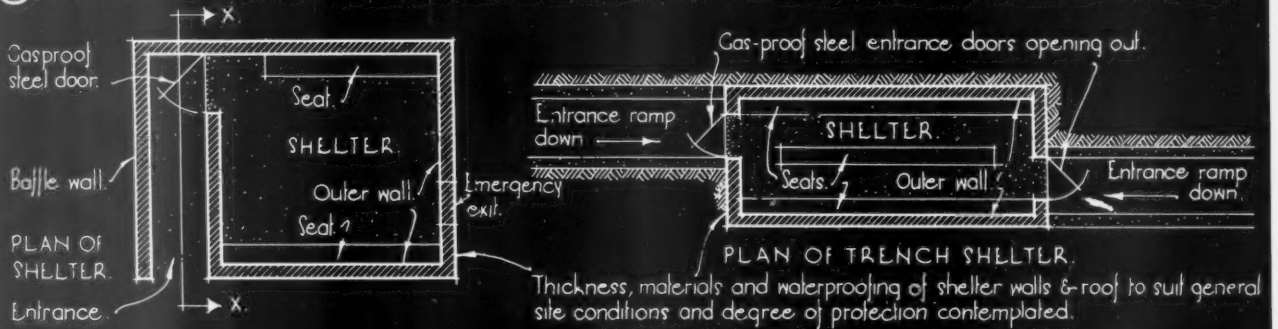 X
Gasproof
steel door.
Seat.
SHELTER.
Baffle wall.
Outer wall.
Emergency
exit.
Seat
PLAN OF
SHELTER.
Entrance
X
Gas-proof steel entrance doors opening out.
Entrance ramp
down
SHELTER.
Seats.
Outer wall
Entrance ramp
down.
PLAN OF TRENCH SHELTER.
Thickness, materials and waterproofing of shelter walls & roof to suit general
site conditions and degree of protection contemplated.